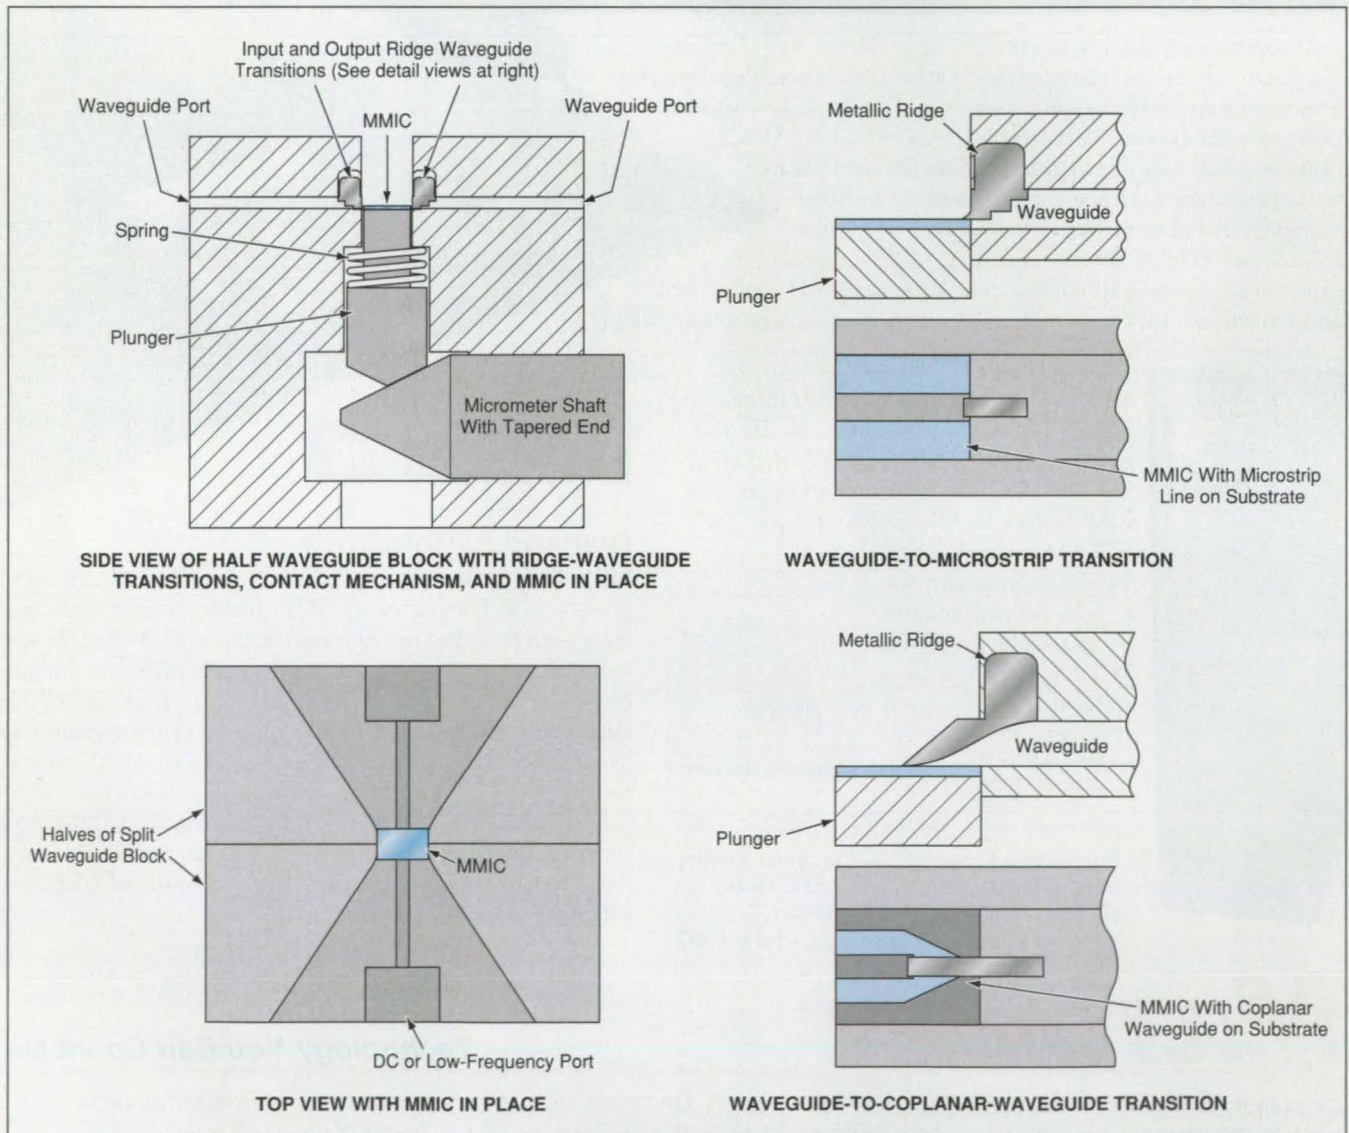 Input and Output Ridge Waveguide
Transitions (See detail views at right)
Waveguide Port
MMIC
Waveguide Port
Spring
Plunger
Micrometer Shaft
With Tapered End
SIDE VIEW OF HALF WAVEGUIDE BLOCK WITH RIDGE-WAVEGUIDE
TRANSITIONS, CONTACT MECHANISM, AND MMIC IN PLACE
Metallic Ridge
Waveguide
Plunger
MMIC With Microstrip
Line on Substrate
WAVEGUIDE-TO-MICROSTRIP TRANSITION
Halves of Split
Waveguide Block
MMIC
DC or Low-Frequency Port
TOP VIEW WITH MMIC IN PLACE
Metallic Ridge
Waveguide
Plunger
MMIC With Coplanar
Waveguide on Substrate
WAVEGUIDE-TO-COPLANAR-WAVEGUIDE TRANSITION